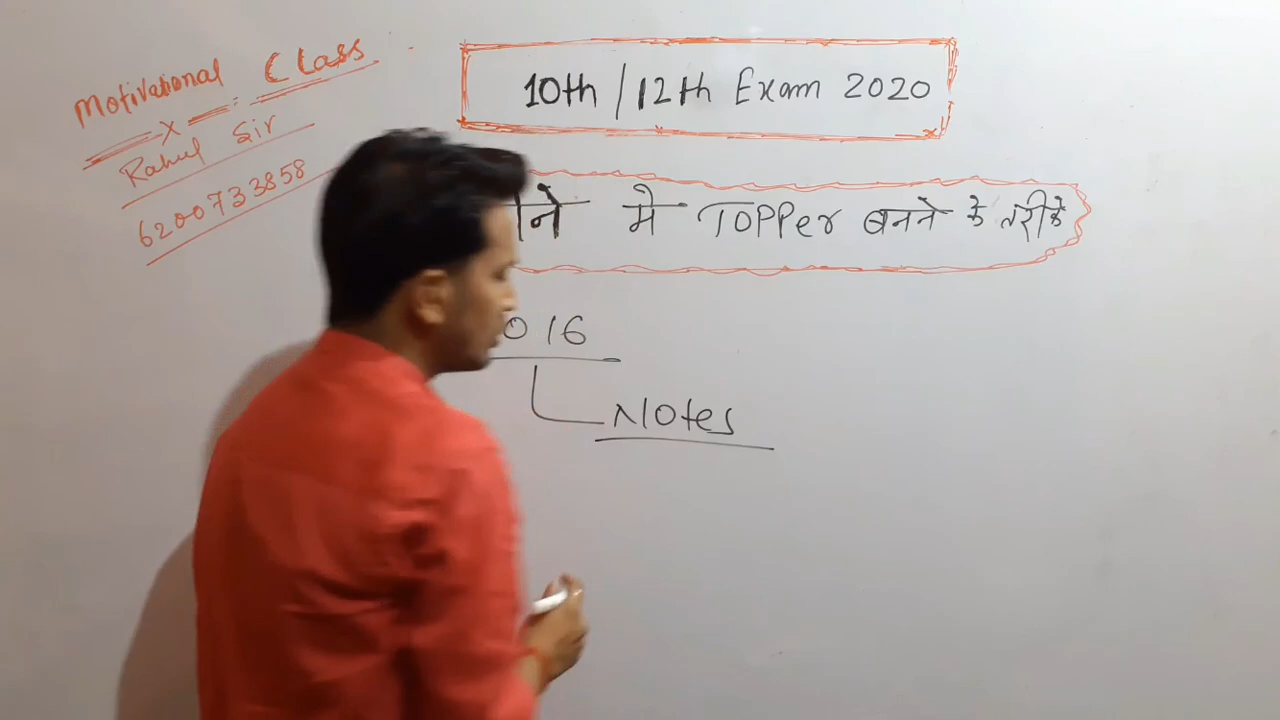 Motivational Class
X
Rahul Sir
6200733858
10th / 12th Exam 2020
ने मे TOPPer बनने के तरीके
016
Notes